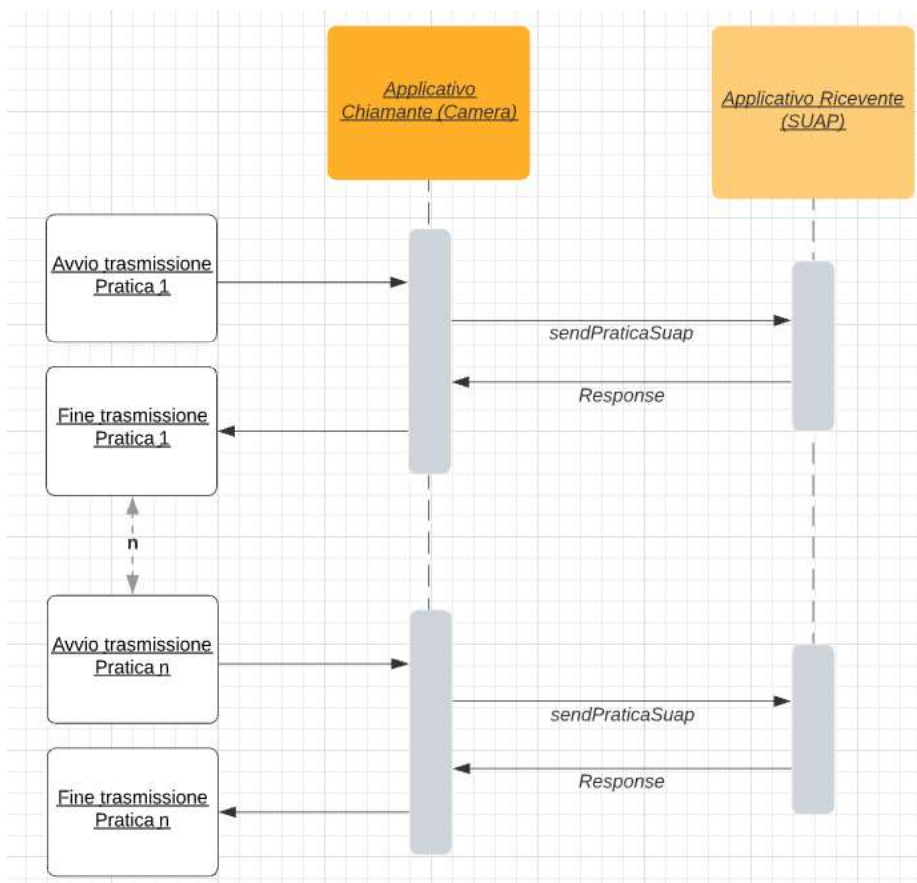 Applicativo
Chiamante (Camera)
Applicativo Ricevente
(SUAP)
Avvio trasmissione
Pratica 1
sendPraticaSuap
Response
Fine trasmissione
Pratica 1
n
Avvio trasmissione
Pratica n
sendPraticaSuap
Response
Fine trasmissione
Pratica n